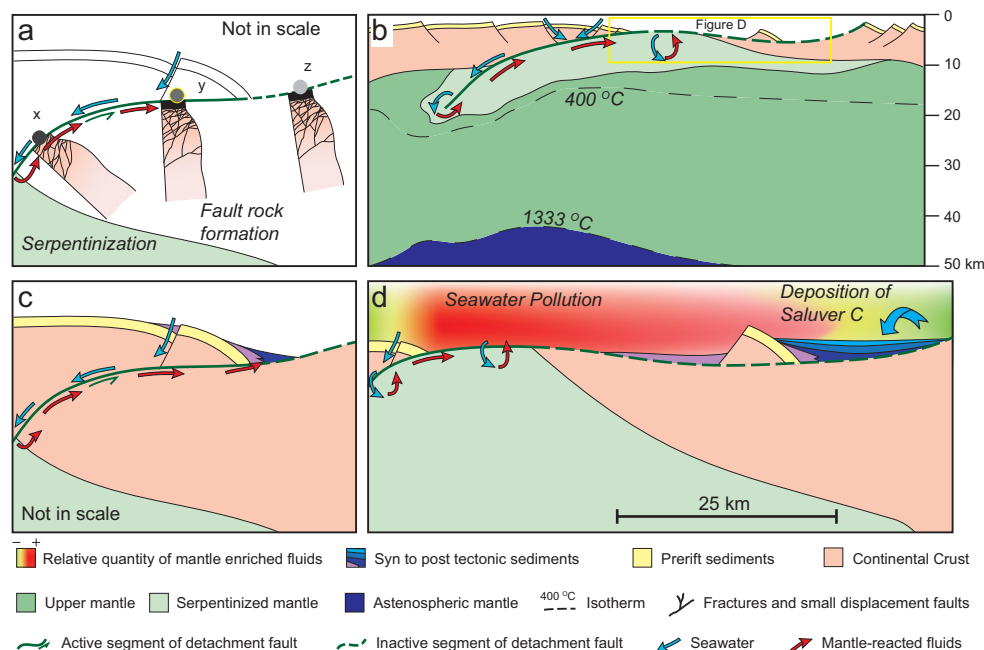 a
Not in scale
x
y
z
Fault rock
formation
Serpentinization
b
Figure D
400 °C
1333 °C
0
10
20
30
40
50 km
c
Not in scale
d
Seawater Pollution
Deposition of
Saluver C
25 km
− +
Relative quantity of mantle enriched fluids
Syn to post tectonic sediments
Prerift sediments
Continental Crust
Upper mantle
Serpentinized mantle
Astenospheric mantle
400 °C
Isotherm
Fractures and small displacement faults
Active segment of detachment fault
Inactive segment of detachment fault
Seawater
Mantle-reacted fluids